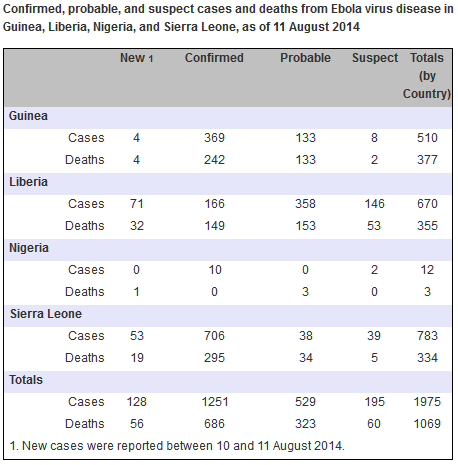 Confirmed, probable, and suspect cases and deaths from Ebola virus disease in
Guinea, Liberia, Nigeria, and Sierra Leone, as of 11 August 2014
New 1 Confirmed Probable Suspect Totals
(by
Country)
Guinea
Cases 4 369 133 8 510
Deaths 4 242 133 2 377
Liberia
Cases 71 166 358 146 670
Deaths 32 149 153 53 355
Nigeria
Cases 0 10 0 2 12
Deaths 1 0 3 0 3
Sierra Leone
Cases 53 706 38 39 783
Deaths 19 295 34 5 334
Totals
Cases 128 1251 529 195 1975
Deaths 56 686 323 60 1069
1. New cases were reported between 10 and 11 August 2014.